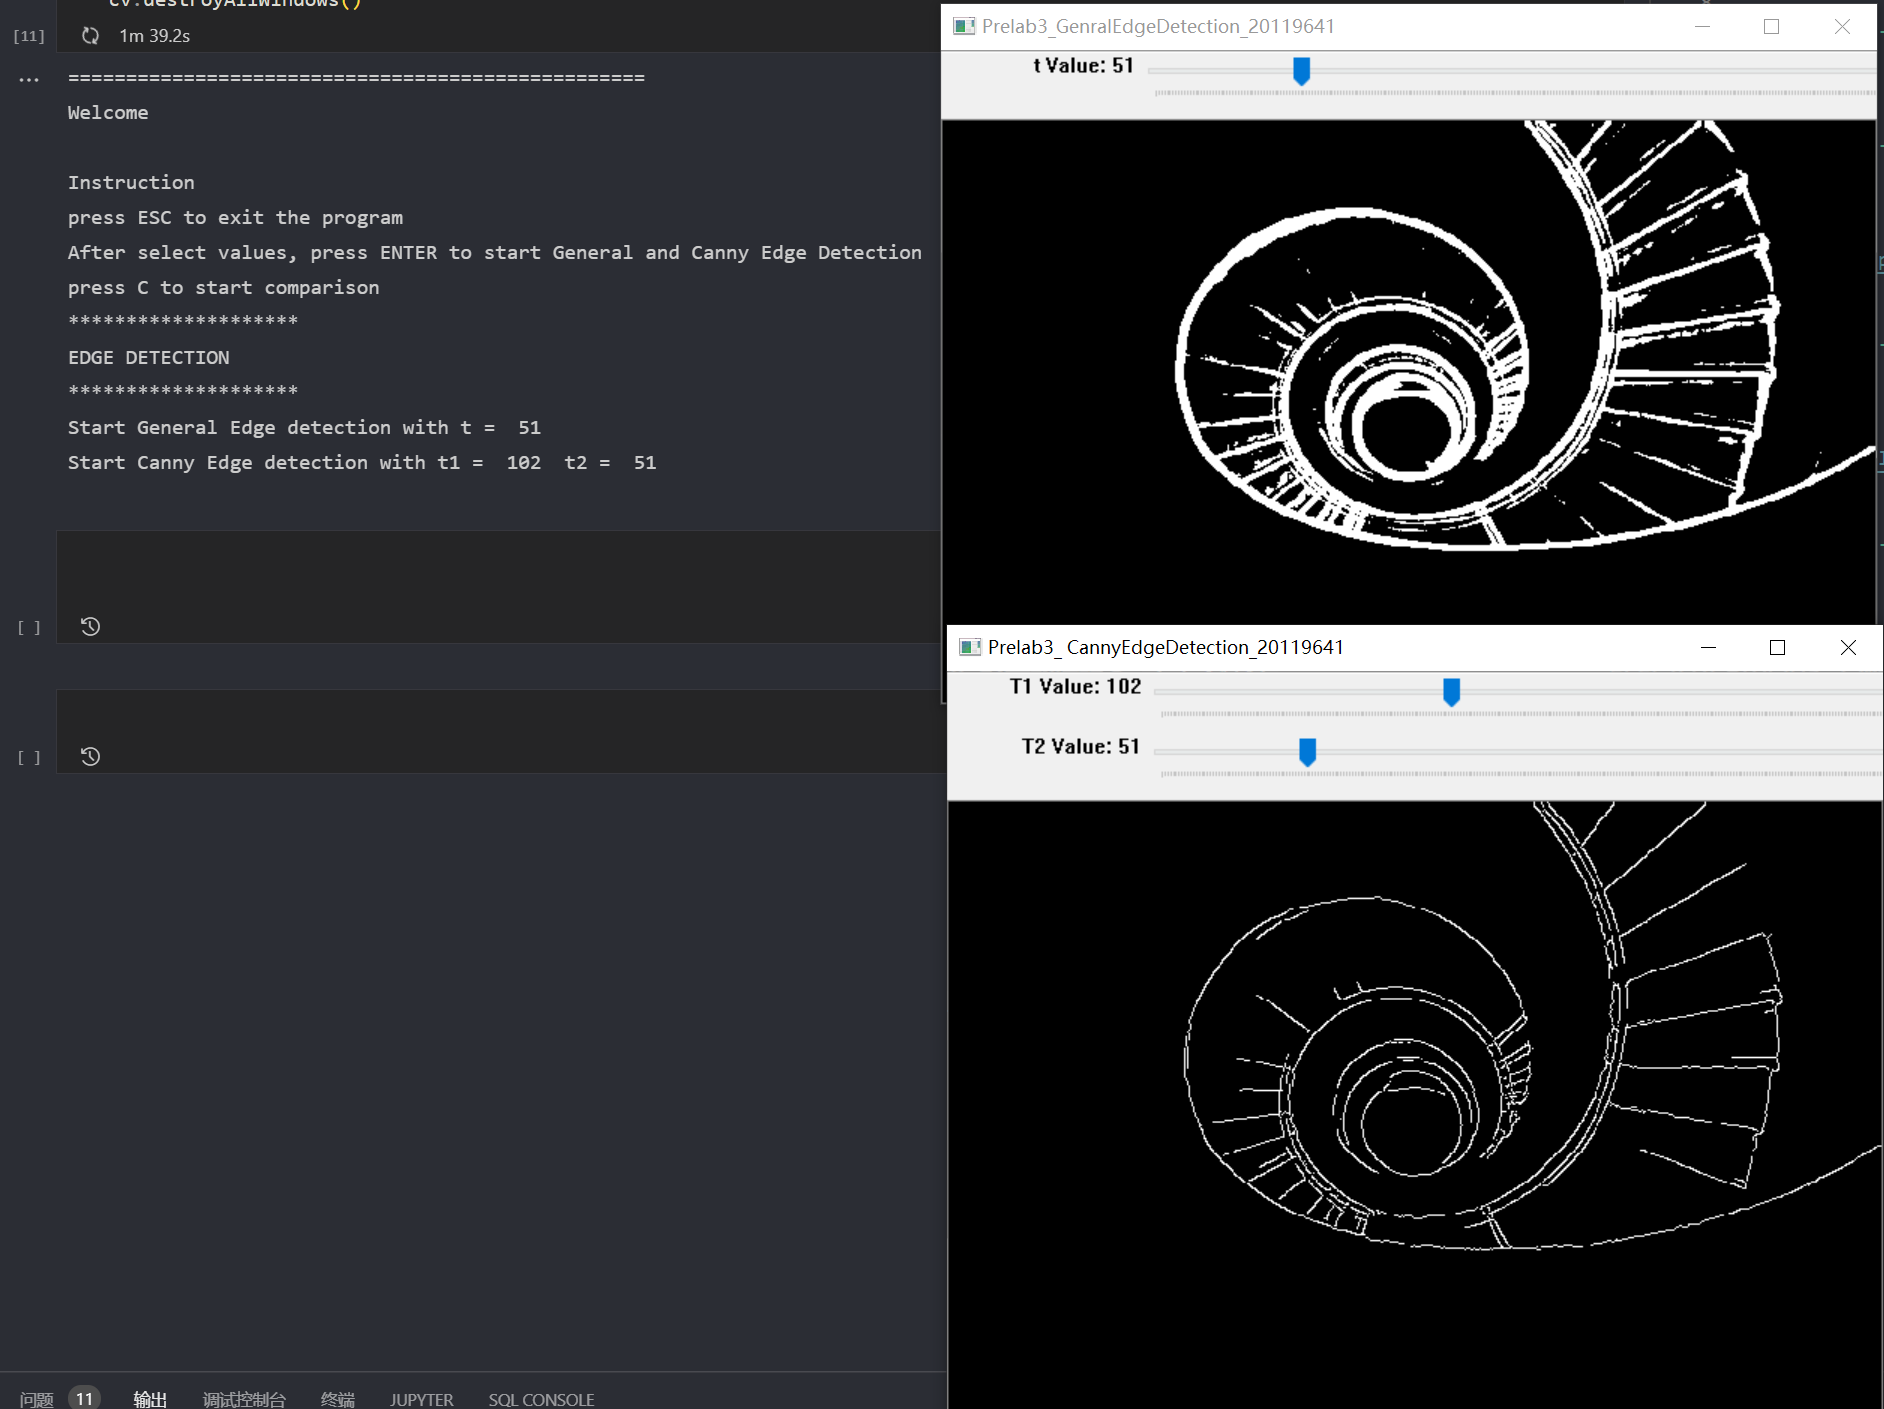 cv.destroyAllWindows()
[11]
1m 39.2s
==================================================
Welcome
Instruction
press ESC to exit the program
After select values, press ENTER to start General and Canny Edge Detection
press C to start comparison
********************
EDGE DETECTION
********************
Start General Edge detection with t =  51
Start Canny Edge detection with t1 =  102  t2 =  51
[ ]
[ ]
问题 11 输出 调试控制台 终端 JUPYTER SQL CONSOLE
Prelab3_GenralEdgeDetection_20119641
t Value: 51
Prelab3_ CannyEdgeDetection_20119641
T1 Value: 102
T2 Value: 51